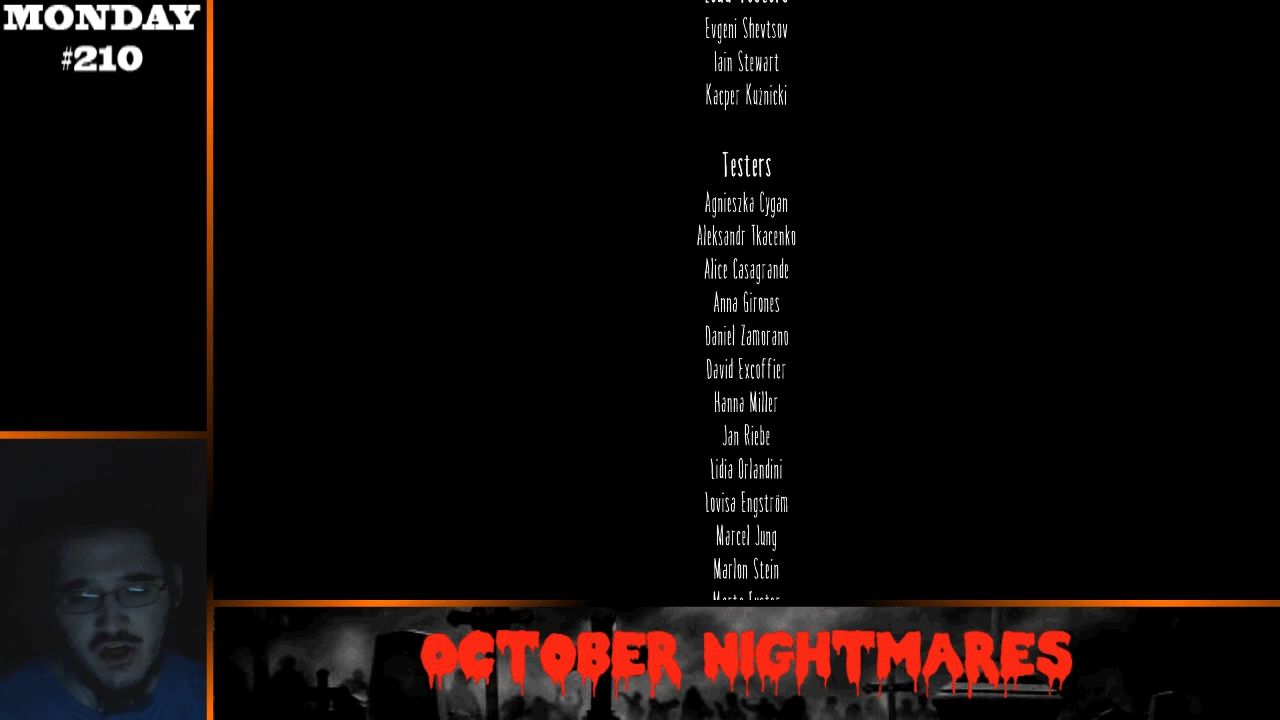 MONDAY
#210
Evgeni Shevtsov
Iain Stewart
Kacper Kuźnicki
Testers
Agnieszka Cygan
Aleksandr Tkacenko
Alice Casagrande
Anna Girones
Daniel Zamorano
David Excoffier
Hanna Miller
Jan Riebe
Lidia Orlandini
Lovisa Engström
Marcel Jung
Marlon Stein
OCTOBER NIGHTMARES